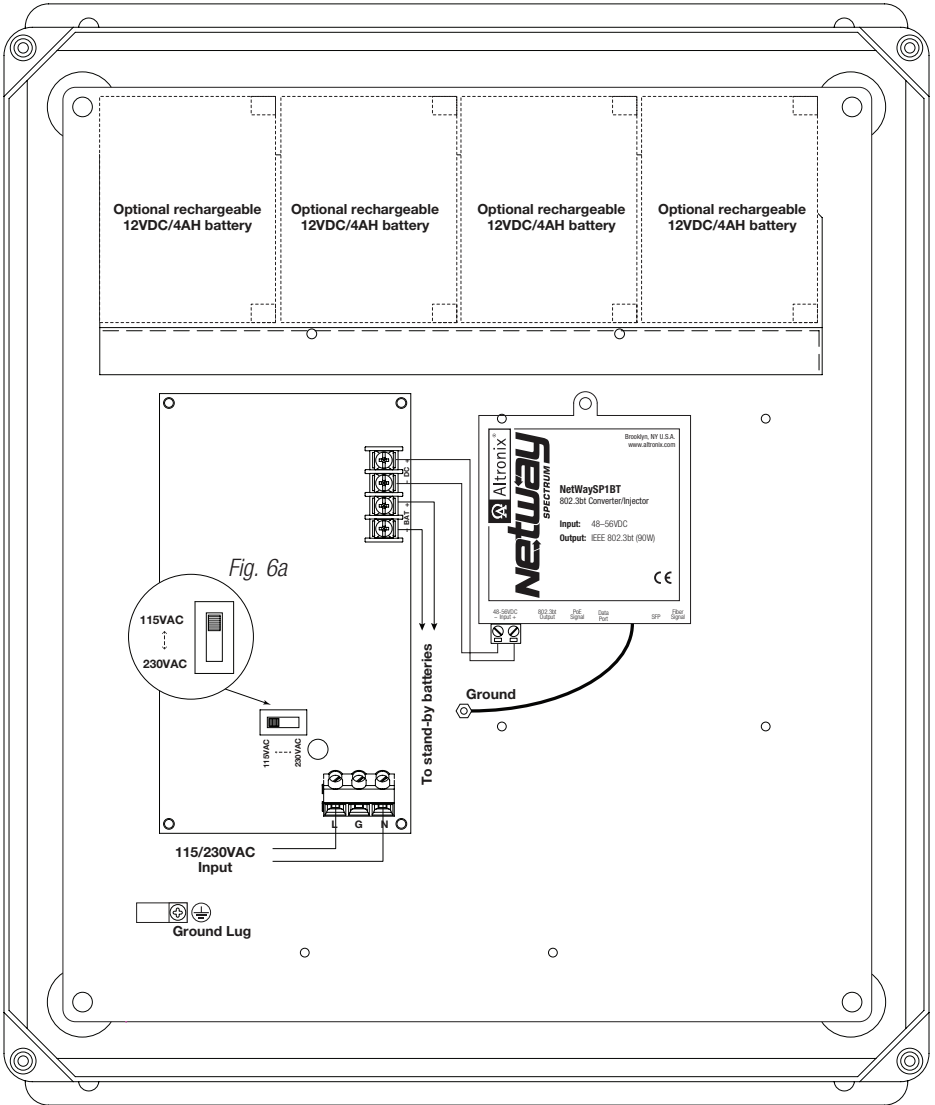 Optional rechargeable
12VDC/4AH battery
Optional rechargeable
12VDC/4AH battery
Optional rechargeable
12VDC/4AH battery
Optional rechargeable
12VDC/4AH battery
+ DC -
+ BAT -
Altronix®
Netway
SPECTRUM
Brooklyn, NY U.S.A.
www.altronix.com
NetWaySP1BT
802.3bt Converter/Injector
Input: 48–56VDC
Output: IEEE 802.3bt (90W)
CE
48-56VDC
– Input +
802.3bt
Output
PoE
Signal
Data
Port
SFP
Fiber
Signal
Fig. 6a
115VAC
230VAC
115VAC
230VAC
To stand-by batteries
Ground
L G N
115/230VAC
Input
Ground Lug